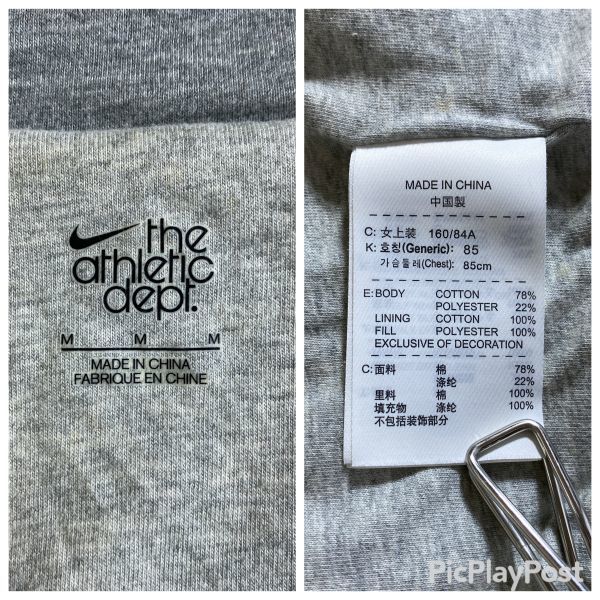 the
athletic
dept.
M M M
MADE IN CHINA
FABRIQUE EN CHINE
MADE IN CHINA
中国製
C: 女上装 160/84A
K: 호칭(Generic): 85
가슴둘레(Chest): 85cm
E: BODY COTTON 78%
POLYESTER 22%
LINING COTTON 100%
FILL POLYESTER 100%
EXCLUSIVE OF DECORATION
C: 面料 棉 78%
涤纶 22%
里料 棉 100%
填充物 涤纶 100%
不包括装饰部分
PicPlayPost